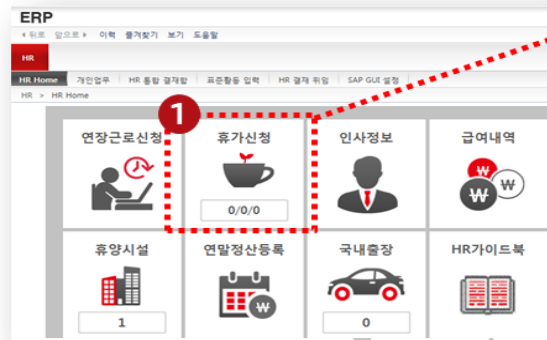 ERP
◀ 뒤로 앞으로 ▶ 이력 즐겨찾기 보기 도움말
HR
HR Home 개인업무 HR 통합 결재함 표준활동 입력 HR 결재 위임 SAP GUI 설정
HR > HR Home
1
연장근로신청 휴가신청 인사정보 급여내역
₩ ₩ ₩
0/0/0
휴양시설 연말정산등록 국내출장 HR가이드북
₩
1 0